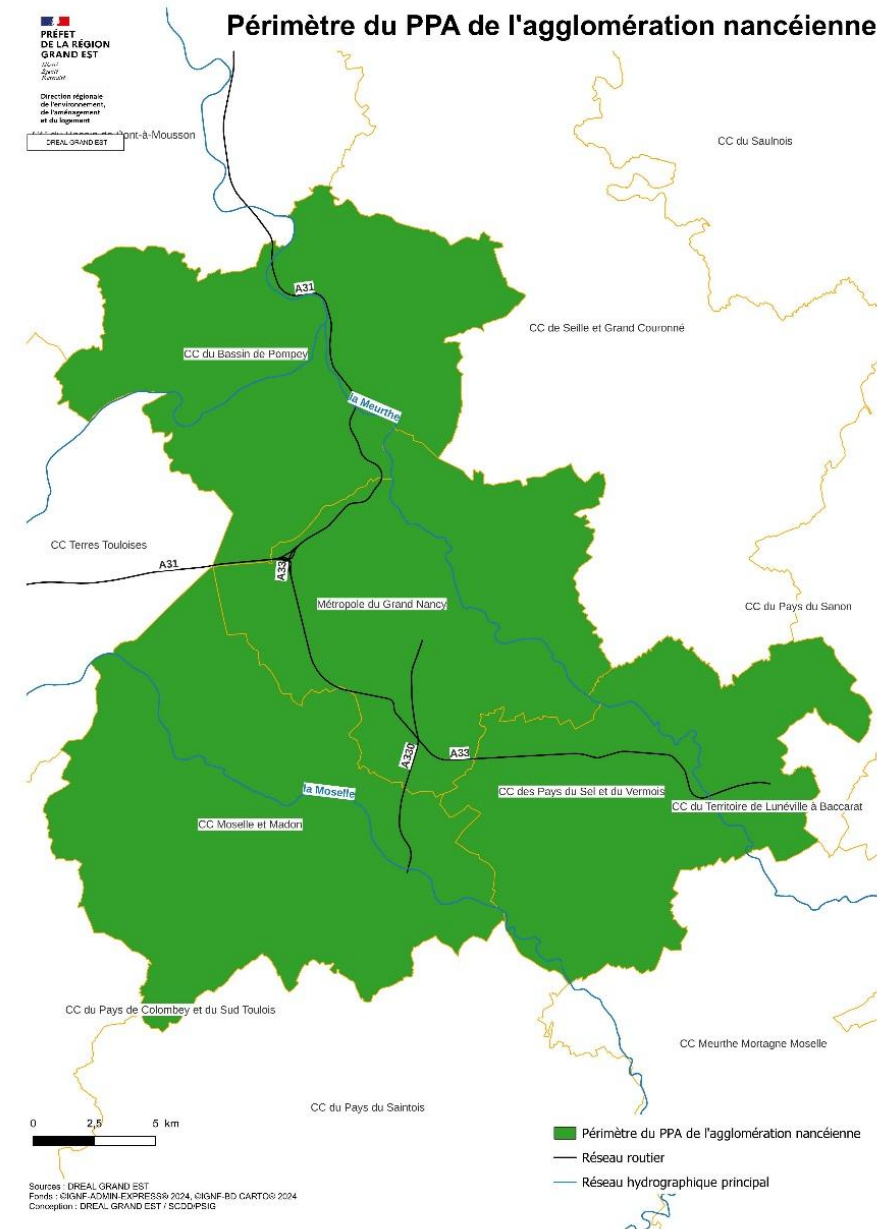 Périmètre du PPA de l'agglomération nancéienne
PRÉFET
DE LA RÉGION
GRAND EST
Liberté
Égalité
Fraternité
Direction régionale
de l'environnement,
de l'aménagement
et du logement
DREAL GRAND EST
CC du Bassin de Pont-à-Mousson
CC du Saulnois
A31
CC de Seille et Grand Couronné
CC du Bassin de Pompey
la Meurthe
CC Terres Touloises
A31
A33
Métropole du Grand Nancy
CC du Pays du Sanon
A330
A33
la Moselle
CC des Pays du Sel et du Vermois
CC du Territoire de Lunéville à Baccarat
CC Moselle et Madon
CC du Pays de Colombey et du Sud Toulois
CC Meurthe Mortagne Moselle
CC du Pays du Saintois
0 2,5 5 km
Périmètre du PPA de l'agglomération nancéienne
Réseau routier
Réseau hydrographique principal
Sources : DREAL GRAND EST
Fonds : ©IGNF-ADMIN-EXPRESS® 2024, ©IGNF-BD CARTO® 2024
Conception : DREAL GRAND EST / SCDD/PSIG